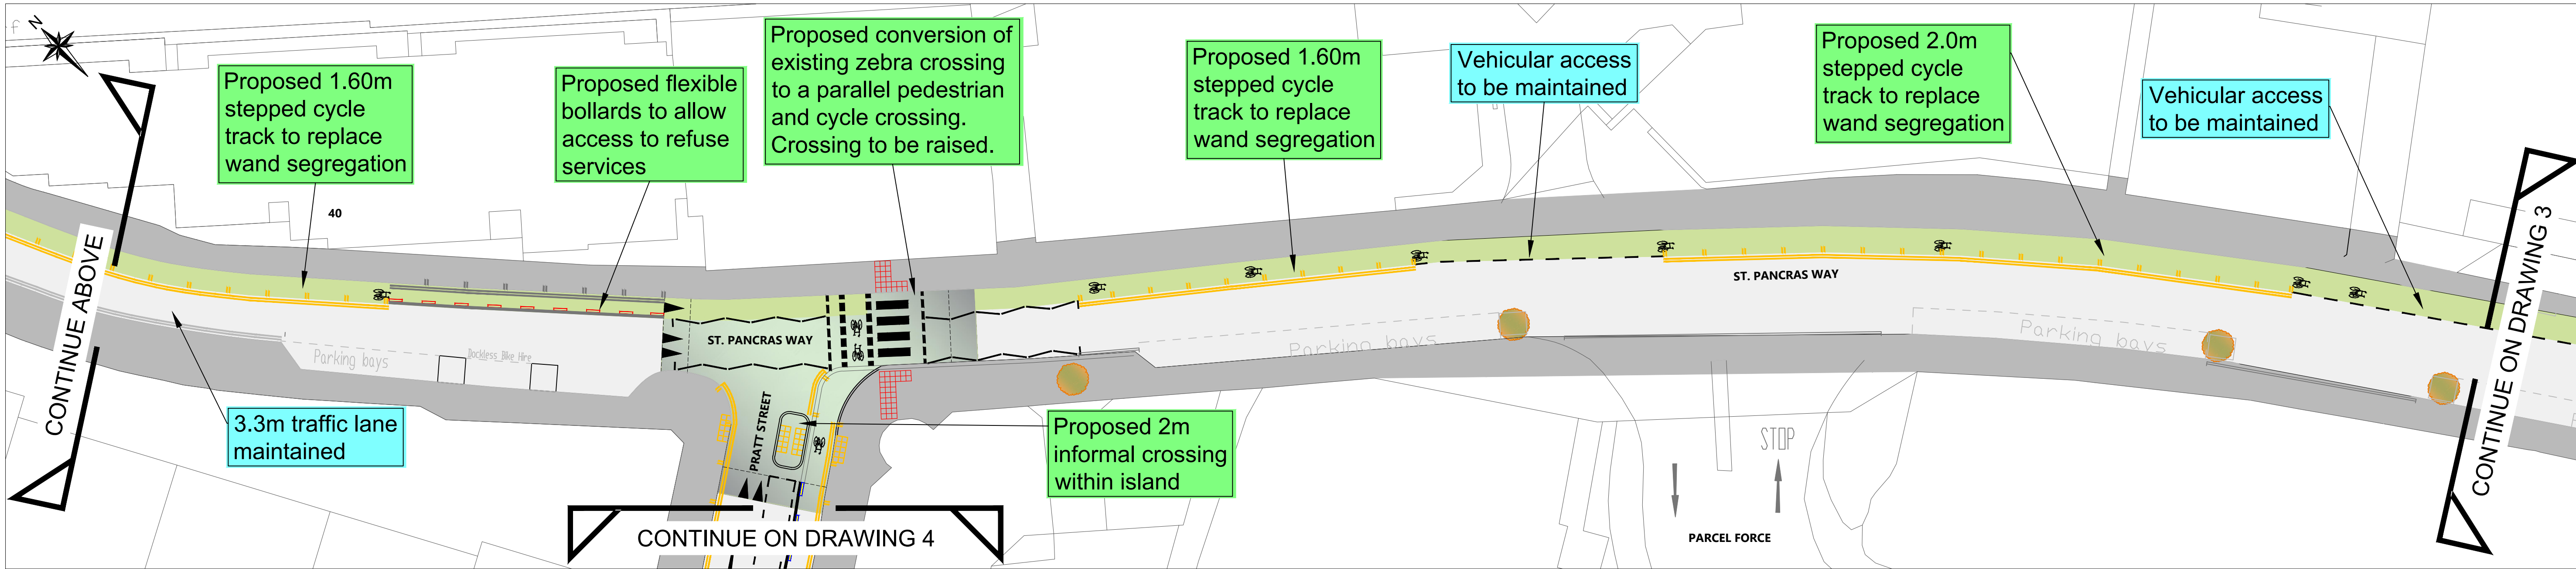 N
Proposed 1.60m
stepped cycle
track to replace
wand segregation
Proposed flexible
bollards to allow
access to refuse
services
Proposed conversion of
existing zebra crossing
to a parallel pedestrian
and cycle crossing.
Crossing to be raised.
Proposed 1.60m
stepped cycle
track to replace
wand segregation
Vehicular access
to be maintained
Proposed 2.0m
stepped cycle
track to replace
wand segregation
Vehicular access
to be maintained
40
CONTINUE ABOVE
ST. PANCRAS WAY
ST. PANCRAS WAY
Parking bays
Dockless Bike Hire
Parking bays
Parking bays
CONTINUE ON DRAWING 3
3.3m traffic lane
maintained
PRATT STREET
Proposed 2m
informal crossing
within island
STOP
PARCEL FORCE
CONTINUE ON DRAWING 4